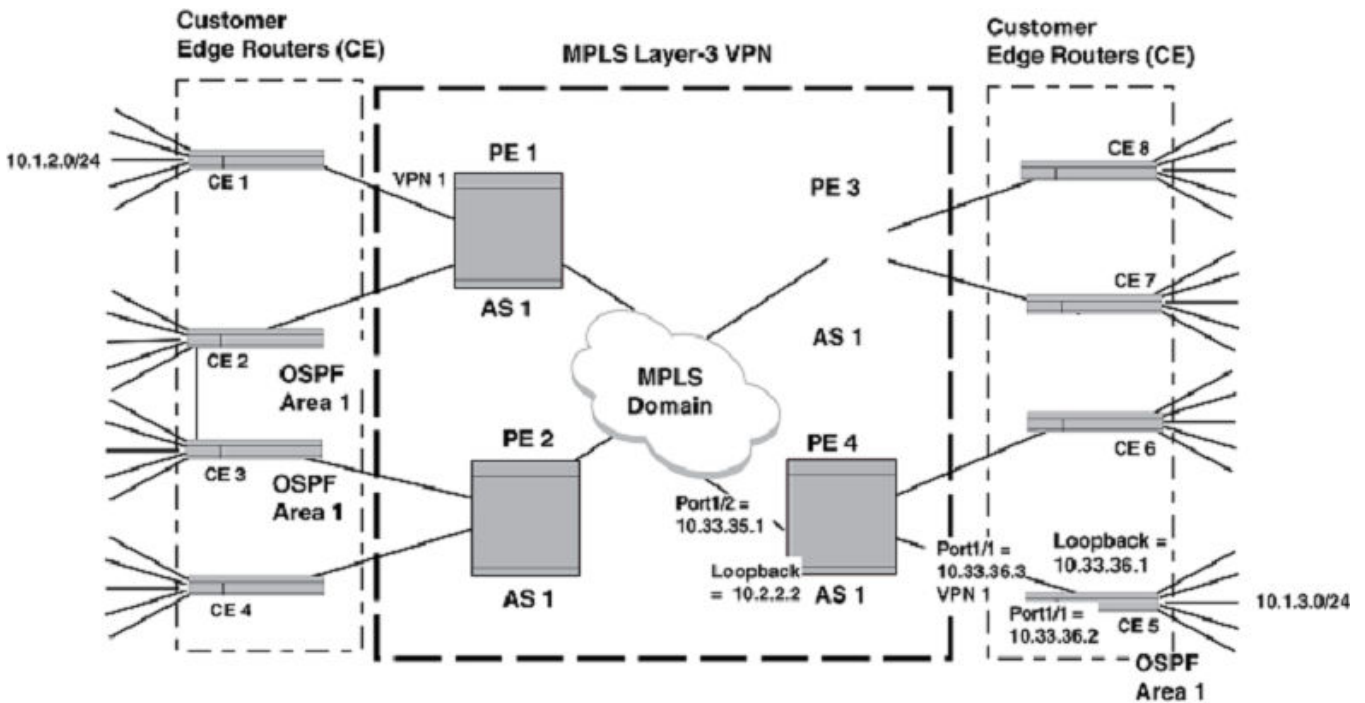 Customer
Edge Routers (CE)
MPLS Layer-3 VPN
Customer
Edge Routers (CE)
10.1.2.0/24
CE 1
VPN 1
PE 1
AS 1
PE 3
AS 1
CE 8
CE 7
CE 2
OSPF
Area 1
MPLS
Domain
CE 3
OSPF
Area 1
PE 2
AS 1
PE 4
AS 1
CE 6
CE 4
Port1/2 =
10.33.35.1
Loopback
= 10.2.2.2
Port1/1 =
10.33.36.3
VPN 1
Loopback =
10.33.36.1
Port1/1 =
10.33.36.2
CE 5
10.1.3.0/24
OSPF
Area 1